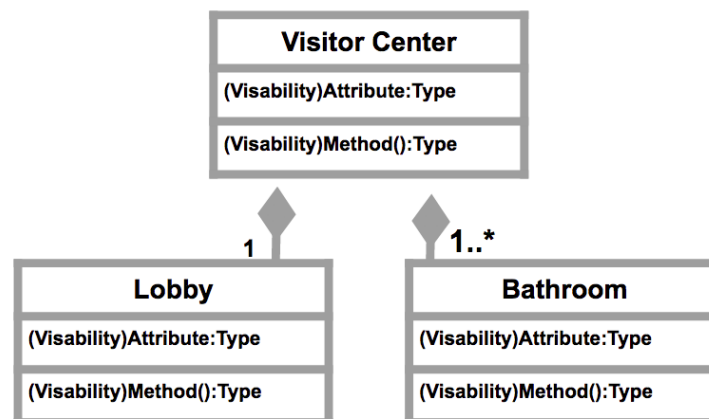 Visitor Center
(Visability)Attribute:Type
(Visability)Method():Type
1
1..*
Lobby
(Visability)Attribute:Type
(Visability)Method():Type
Bathroom
(Visability)Attribute:Type
(Visability)Method():Type